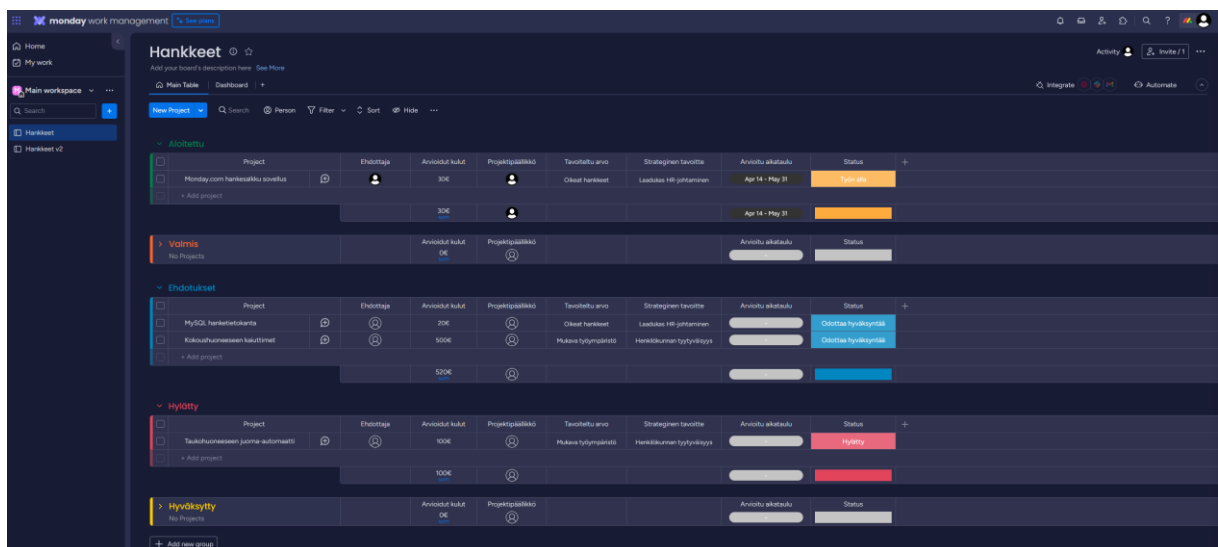 monday work management See plans
Home
My work
Main workspace
Search
Hankkeet
Hankkeet v2
Hankkeet
Add your board's description here See More
Activity Invite / 1
Main Table Dashboard +
Integrate Automate
New Project Search Person Filter Sort Hide
Aloitettu
Project Ehdottaja Arvioidut kulut Projektipäällikkö Tavoiteltu arvo Strateginen tavoitte Arvioitu aikataulu Status +
Monday.com hankesalkku sovellus 30€ Oikeat hankkeet Laadukas HR-johtaminen Apr 14 - May 31 Työn alla
+ Add project
30€ Apr 14 - May 31
sum
Valmis Arvioidut kulut Projektipäällikkö Arvioitu aikataulu Status
No Projects 0€ -
sum
Ehdotukset
Project Ehdottaja Arvioidut kulut Projektipäällikkö Tavoiteltu arvo Strateginen tavoitte Arvioitu aikataulu Status +
MySQL hanketietokanta 20€ Oikeat hankkeet Laadukas HR-johtaminen - Odottaa hyväksyntää
Kokoushuoneeseen kaiuttimet 500€ Mukava työympäristö Henkilökunnan tyytyväisyys - Odottaa hyväksyntää
+ Add project
520€ -
sum
Hylätty
Project Ehdottaja Arvioidut kulut Projektipäällikkö Tavoiteltu arvo Strateginen tavoitte Arvioitu aikataulu Status +
Taukohuoneeseen juoma-automaatti 100€ Mukava työympäristö Henkilökunnan tyytyväisyys - Hylätty
+ Add project
100€ -
sum
Hyväksytty Arvioidut kulut Projektipäällikkö Arvioitu aikataulu Status
No Projects 0€ -
sum
+ Add new group